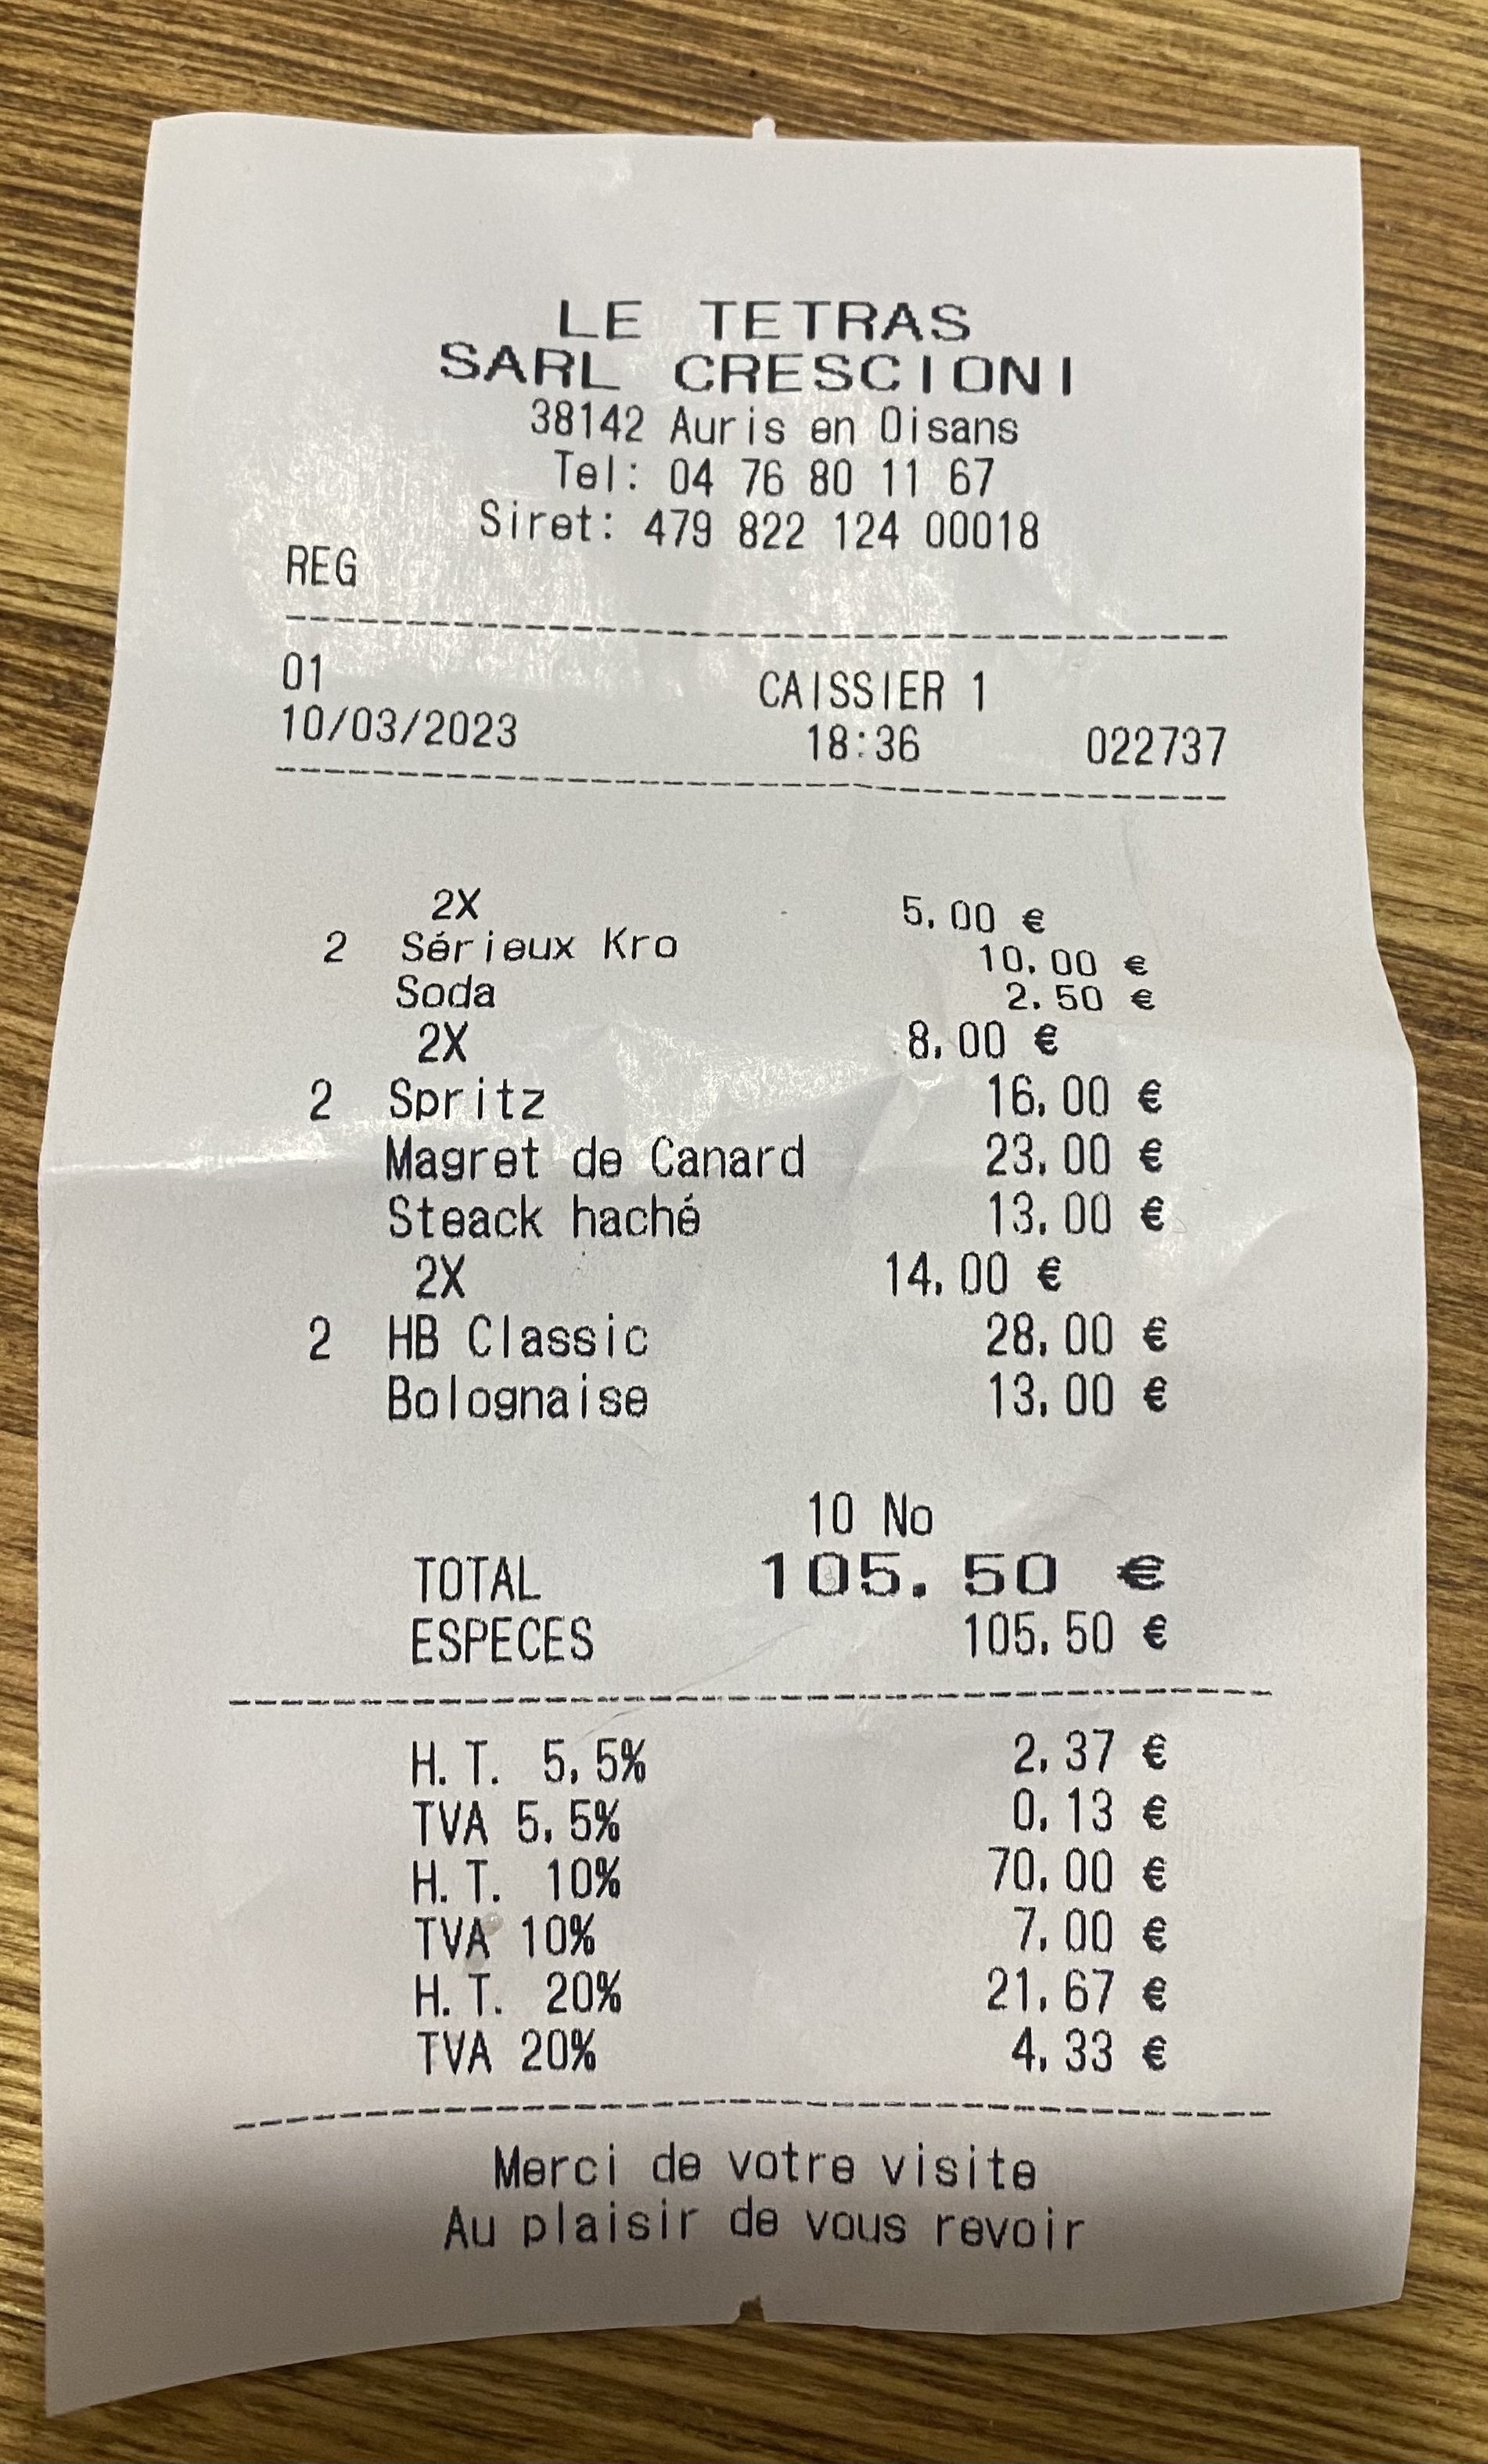 LE TETRAS
SARL CRESCIONI
38142 Auris en Oisans
Tel: 04 76 80 11 67
Siret: 479 822 124 00018
REG
01 CAISSIER 1
10/03/2023 18:36 022737
2X 5.00 €
2 Sérieux Kro 10.00 €
Soda 2.50 €
2X 8.00 €
2 Spritz 16.00 €
Magret de Canard 23.00 €
Steack haché 13.00 €
2X 14.00 €
2 HB Classic 28.00 €
Bolognaise 13.00 €
10 No
TOTAL 105.50 €
ESPECES 105.50 €
H.T. 5.5% 2.37 €
TVA 5.5% 0.13 €
H.T. 10% 70.00 €
TVA 10% 7.00 €
H.T. 20% 21.67 €
TVA 20% 4.33 €
Merci de votre visite
Au plaisir de vous revoir